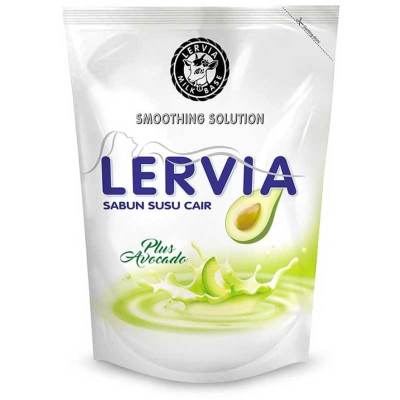 LERVIA
MILK BASE
SMOOTHING SOLUTION
LERVIA
SABUN SUSU CAIR
Plus
Avocado